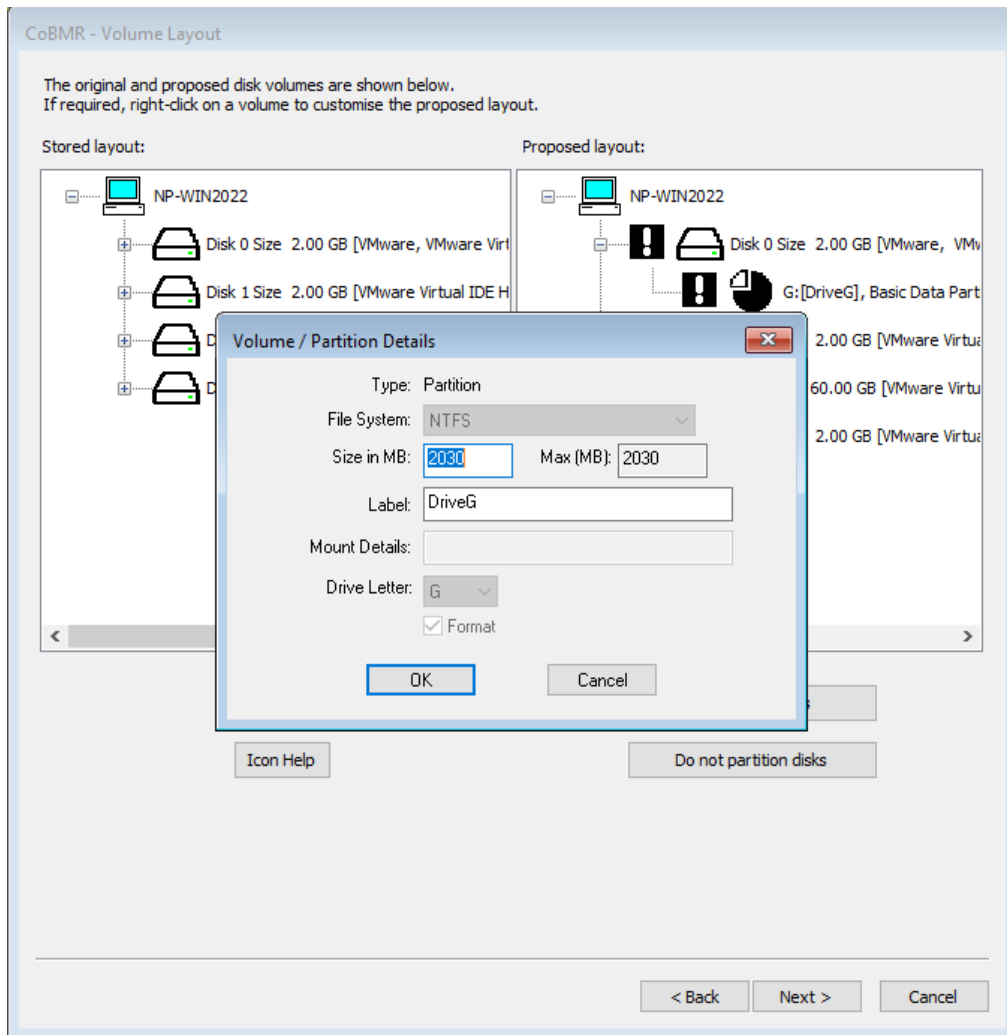 CoBMR - Volume Layout
The original and proposed disk volumes are shown below.
If required, right-click on a volume to customise the proposed layout.
Stored layout:
Proposed layout:
NP-WIN2022
NP-WIN2022
Disk 0 Size 2.00 GB [VMware, VMware Virt
Disk 0 Size 2.00 GB [VMware, VMw
Disk 1 Size 2.00 GB [VMware Virtual IDE H
G:[DriveG], Basic Data Part
D
2.00 GB [VMware Virtua
D
60.00 GB [VMware Virtu
2.00 GB [VMware Virtua
Volume / Partition Details
Type: Partition
File System: NTFS
Size in MB: 2030 Max (MB): 2030
Label: DriveG
Mount Details:
Drive Letter: G
Format
OK Cancel
Icon Help
Do not partition disks
< Back Next > Cancel